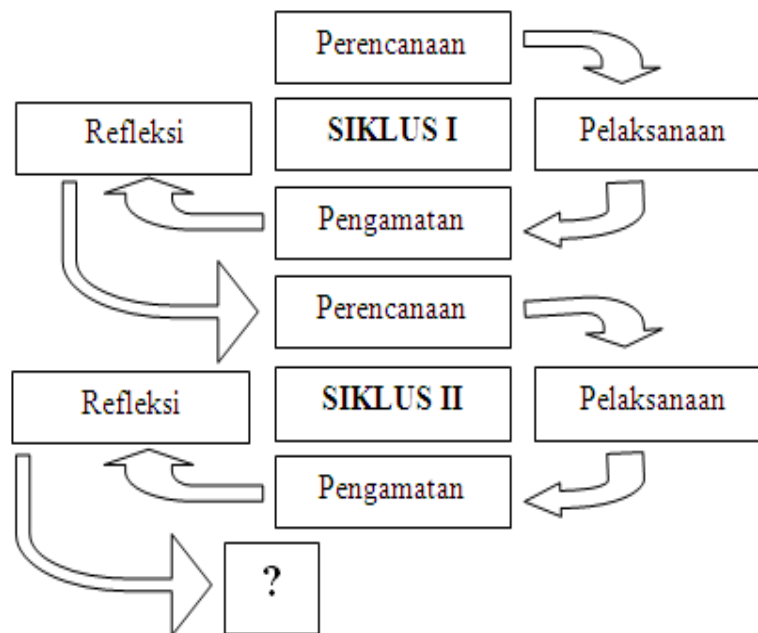 Perencanaan
Refleksi
SIKLUS I
Pelaksanaan
Pengamatan
Perencanaan
Refleksi
SIKLUS II
Pelaksanaan
Pengamatan
?